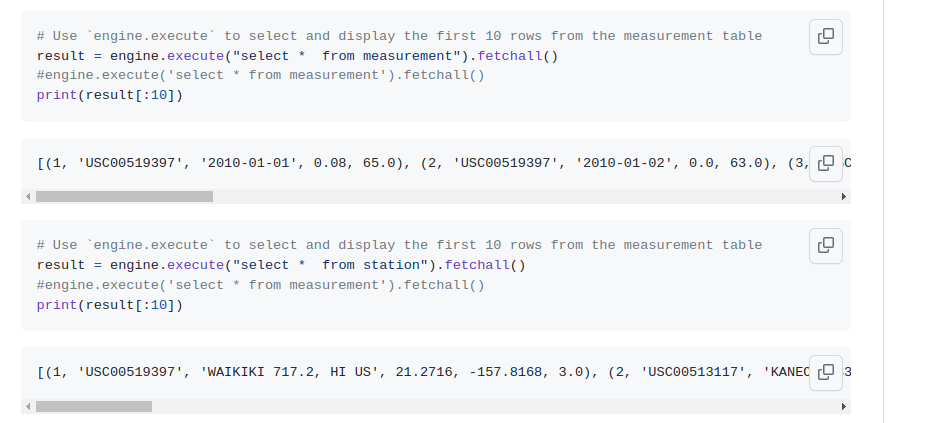 # Use `engine.execute` to select and display the first 10 rows from the measurement table
result = engine.execute("select *  from measurement").fetchall()
#engine.execute('select * from measurement').fetchall()
print(result[:10])
[(1, 'USC00519397', '2010-01-01', 0.08, 65.0), (2, 'USC00519397', '2010-01-02', 0.0, 63.0), (3,
# Use `engine.execute` to select and display the first 10 rows from the measurement table
result = engine.execute("select *  from station").fetchall()
#engine.execute('select * from measurement').fetchall()
print(result[:10])
[(1, 'USC00519397', 'WAIKIKI 717.2, HI US', 21.2716, -157.8168, 3.0), (2, 'USC00513117', 'KANEO